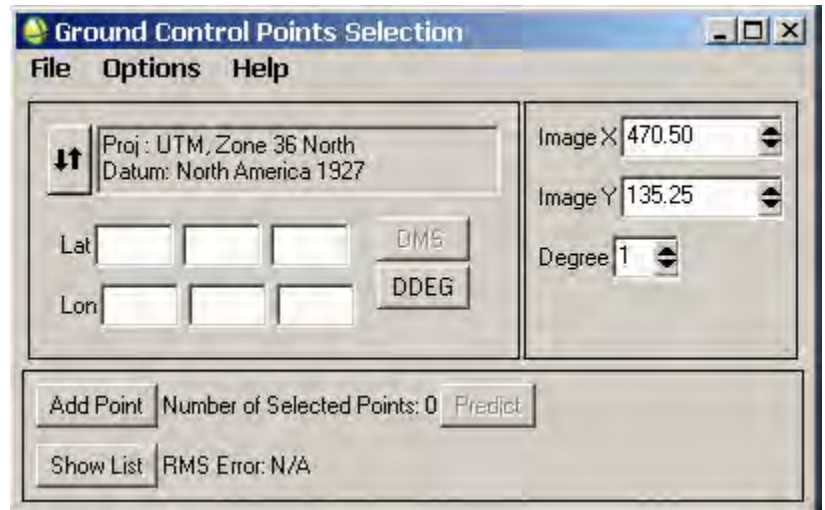 Ground Control Points Selection
File Options Help
Proj : UTM, Zone 36 North
Datum: North America 1927
Lat
DMS
DDEG
Lon
Image X 470.50
Image Y 135.25
Degree 1
Add Point Number of Selected Points: 0 Predict
Show List RMS Error: N/A